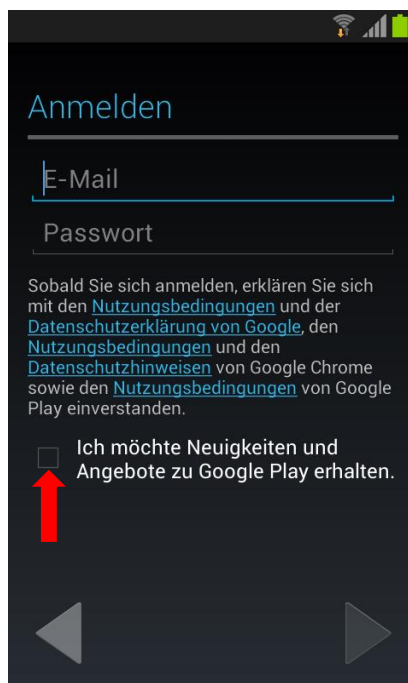 Anmelden
E-Mail
Passwort
Sobald Sie sich anmelden, erklären Sie sich
mit den Nutzungsbedingungen und der
Datenschutzerklärung von Google, den
Nutzungsbedingungen und den
Datenschutzhinweisen von Google Chrome
sowie den Nutzungsbedingungen von Google
Play einverstanden.
Ich möchte Neuigkeiten und
Angebote zu Google Play erhalten.